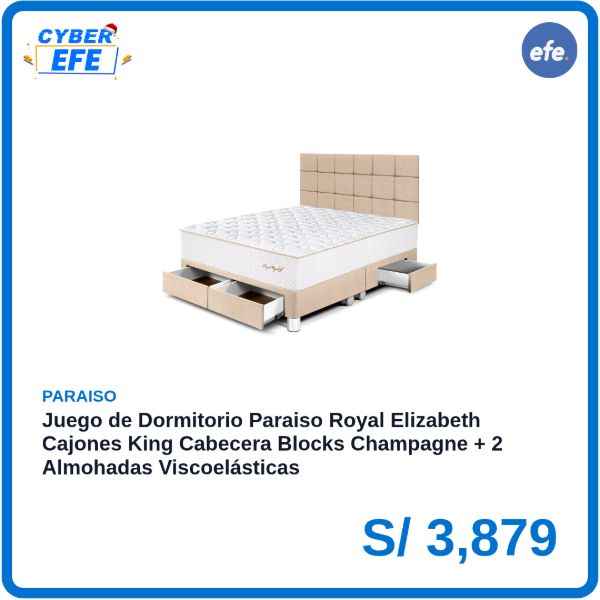 CYBER
EFE
efe.
PARAISO
Juego de Dormitorio Paraiso Royal Elizabeth
Cajones King Cabecera Blocks Champagne + 2
Almohadas Viscoelásticas
S/ 3,879